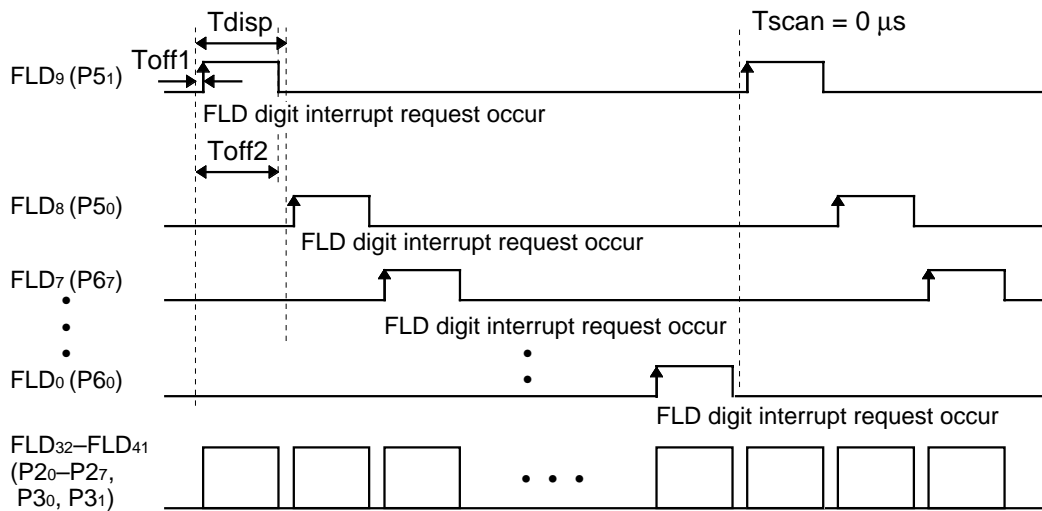 Tdisp
Tscan = 0 μs
Toff1
FLD9 (P51)
FLD digit interrupt request occur
Toff2
FLD8 (P50)
FLD digit interrupt request occur
FLD7 (P67)
FLD digit interrupt request occur
FLD0 (P60)
FLD digit interrupt request occur
FLD32–FLD41
(P20–P27,
P30, P31)